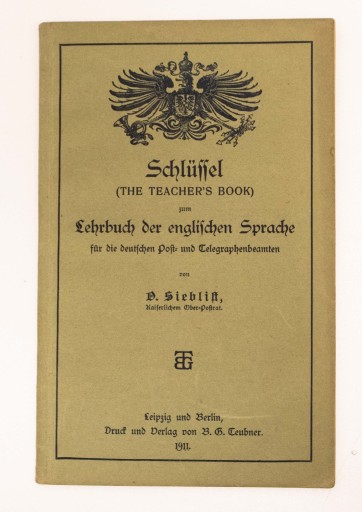 Schlüssel
(THE TEACHER'S BOOK)
zum
Lehrbuch der englischen Sprache
für die deutschen Post- und Telegraphenbeamten
von
O. Sieblist,
Kaiserlichem Ober-Postrat.
BGT
Leipzig und Berlin,
Druck und Verlag von B. G. Teubner.
1911.